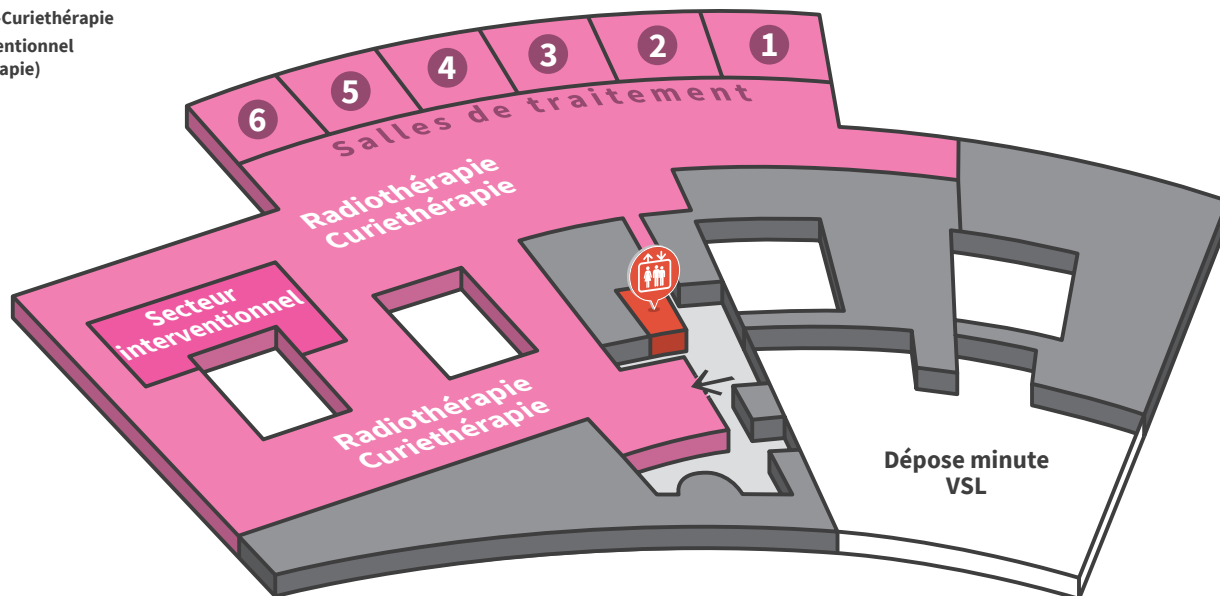 -Curiethérapie
entionnel
apie)
1
2
3
4
5
6
Salles de traitement
Radiothérapie
Curiethérapie
Secteur
interventionnel
Radiothérapie
Curiethérapie
Dépose minute
VSL